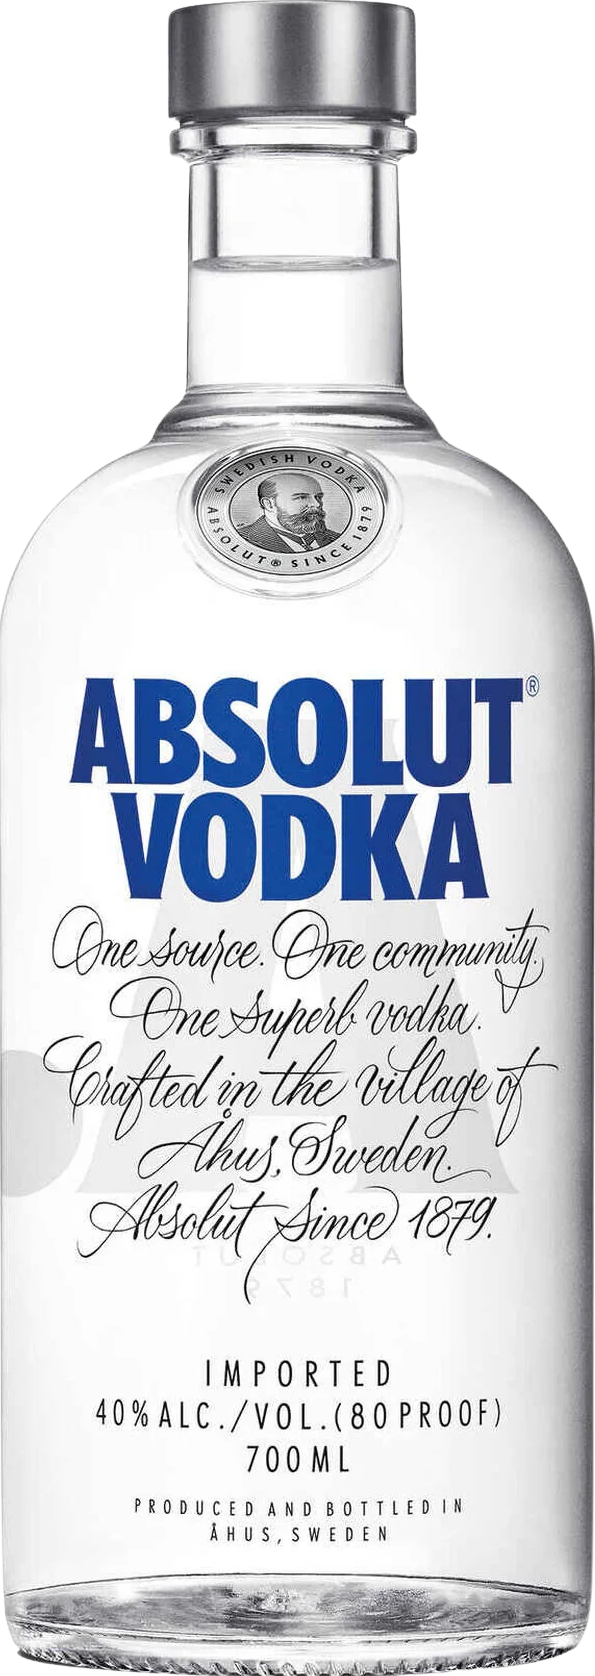 SWEDISH VODKA
ABSOLUT® SINCE 1879
ABSOLUT®
VODKA
One source. One community.
One superb vodka.
Crafted in the village of
Åhus, Sweden.
Absolut Since 1879.
ABSOLUT
1879
IMPORTED
40% ALC./VOL.(80 PROOF)
700 ML
PRODUCED AND BOTTLED IN
ÅHUS, SWEDEN